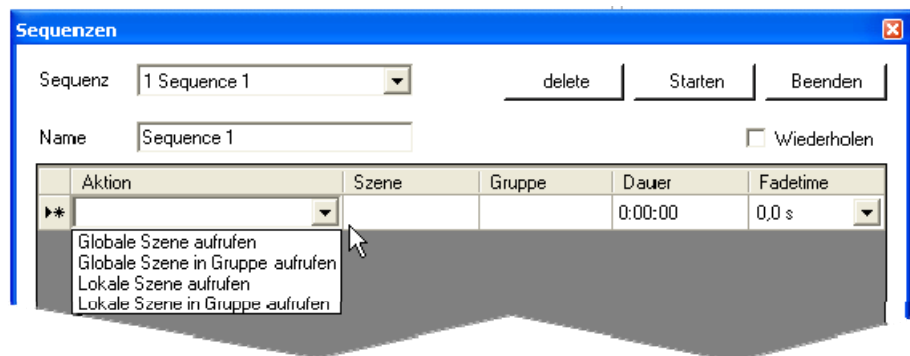 Sequenzen
Sequenz 1 Sequence 1 delete Starten Beenden
Name Sequence 1 Wiederholen
Aktion Szene Gruppe Dauer Fadetime
0:00:00 0,0 s
Globale Szene aufrufen
Globale Szene in Gruppe aufrufen
Lokale Szene aufrufen
Lokale Szene in Gruppe aufrufen